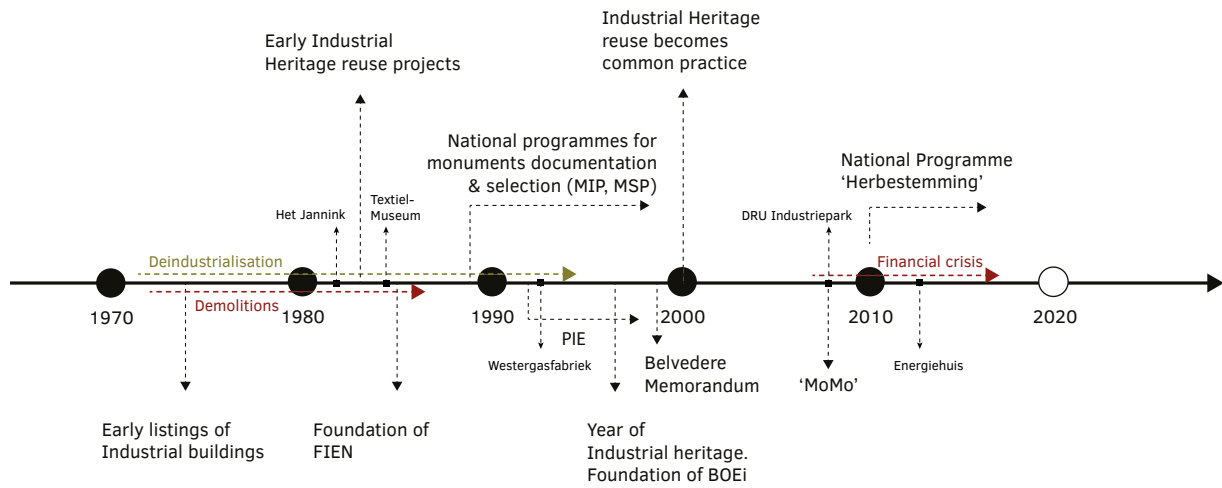 Industrial Heritage
reuse becomes
common practice
Early Industrial
Heritage reuse projects
National programmes for
monuments documentation
& selection (MIP, MSP)
National Programme
‘Herbestemming’
Het Jannink
Textiel-
Museum
DRU Industriepark
Deindustrialisation
Financial crisis
Demolitions
1970
1980
1990
2000
2010
2020
PIE
Westergasfabriek
Belvedere
Memorandum
‘MoMo’
Energiehuis
Early listings of
Industrial buildings
Foundation of
FIEN
Year of
Industrial heritage.
Foundation of BOEi